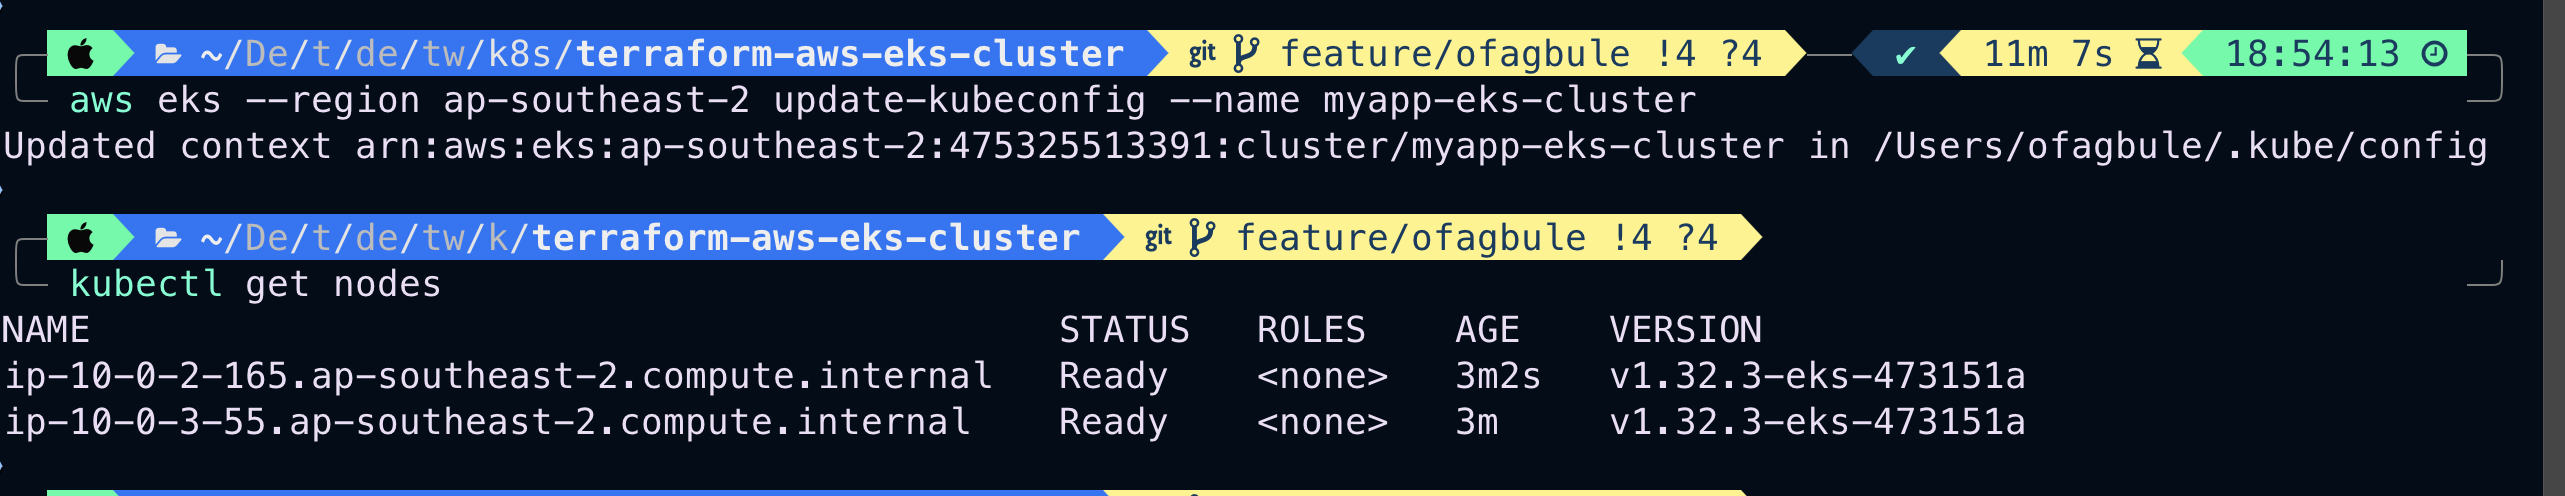 ~/De/t/de/tw/k8s/terraform-aws-eks-cluster git feature/ofagbule !4 ?4 ✔ 11m 7s 18:54:13
aws eks --region ap-southeast-2 update-kubeconfig --name myapp-eks-cluster
Updated context arn:aws:eks:ap-southeast-2:475325513391:cluster/myapp-eks-cluster in /Users/ofagbule/.kube/config
~/De/t/de/tw/k/terraform-aws-eks-cluster git feature/ofagbule !4 ?4
kubectl get nodes
NAME STATUS ROLES AGE VERSION
ip-10-0-2-165.ap-southeast-2.compute.internal Ready <none> 3m2s v1.32.3-eks-473151a
ip-10-0-3-55.ap-southeast-2.compute.internal Ready <none> 3m v1.32.3-eks-473151a